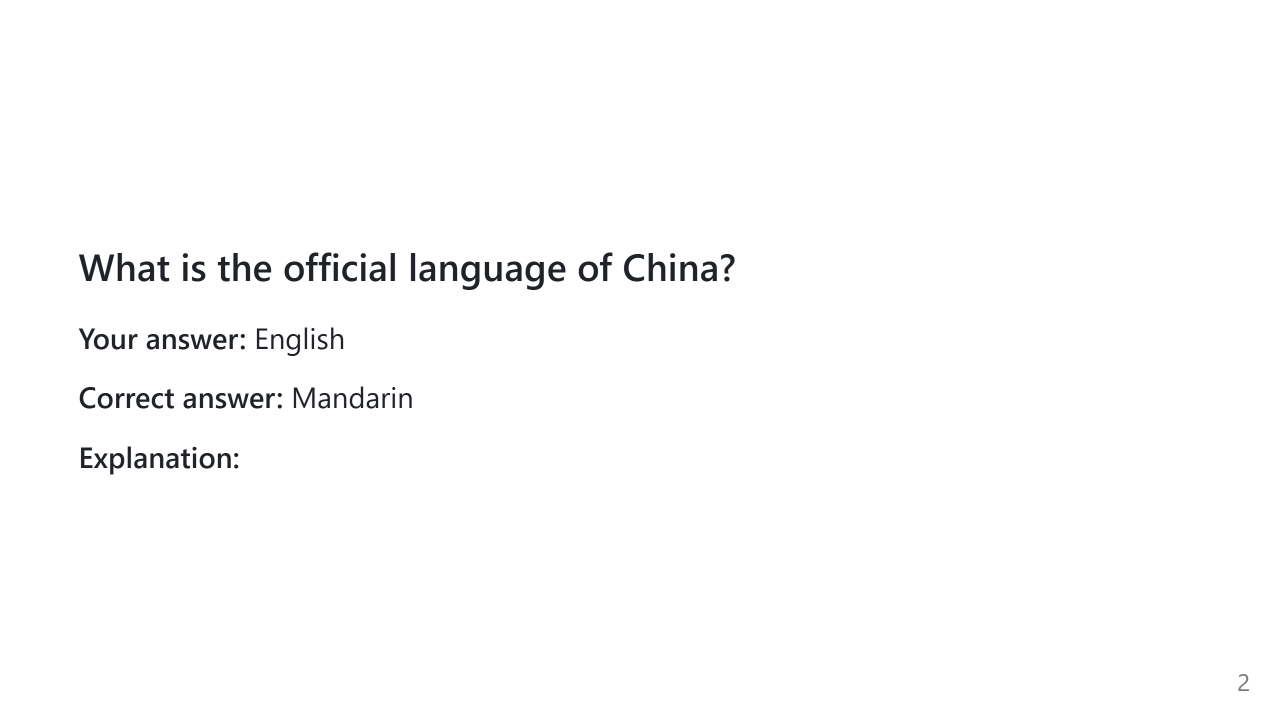 What is the official language of China?
Your answer: English
Correct answer: Mandarin
Explanation:
2